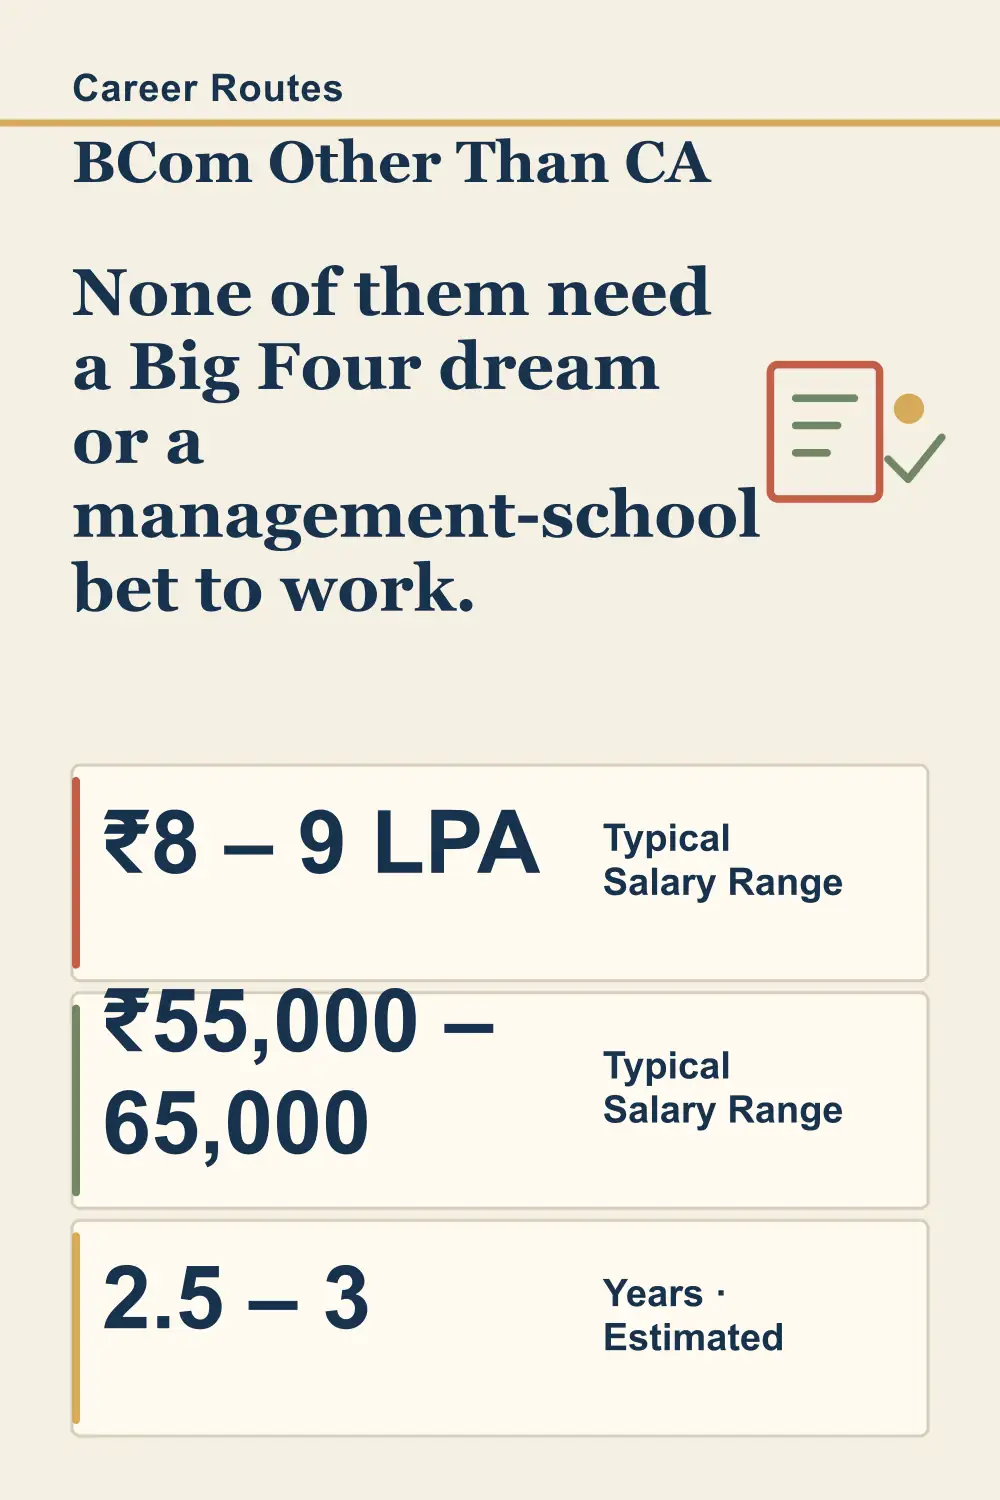 Career Routes
BCom Other Than CA
None of them need
a Big Four dream
or a
management-school
bet to work.
₹8 – 9 LPA
Typical
Salary Range
₹55,000 –
65,000
Typical
Salary Range
2.5 – 3
Years ·
Estimated